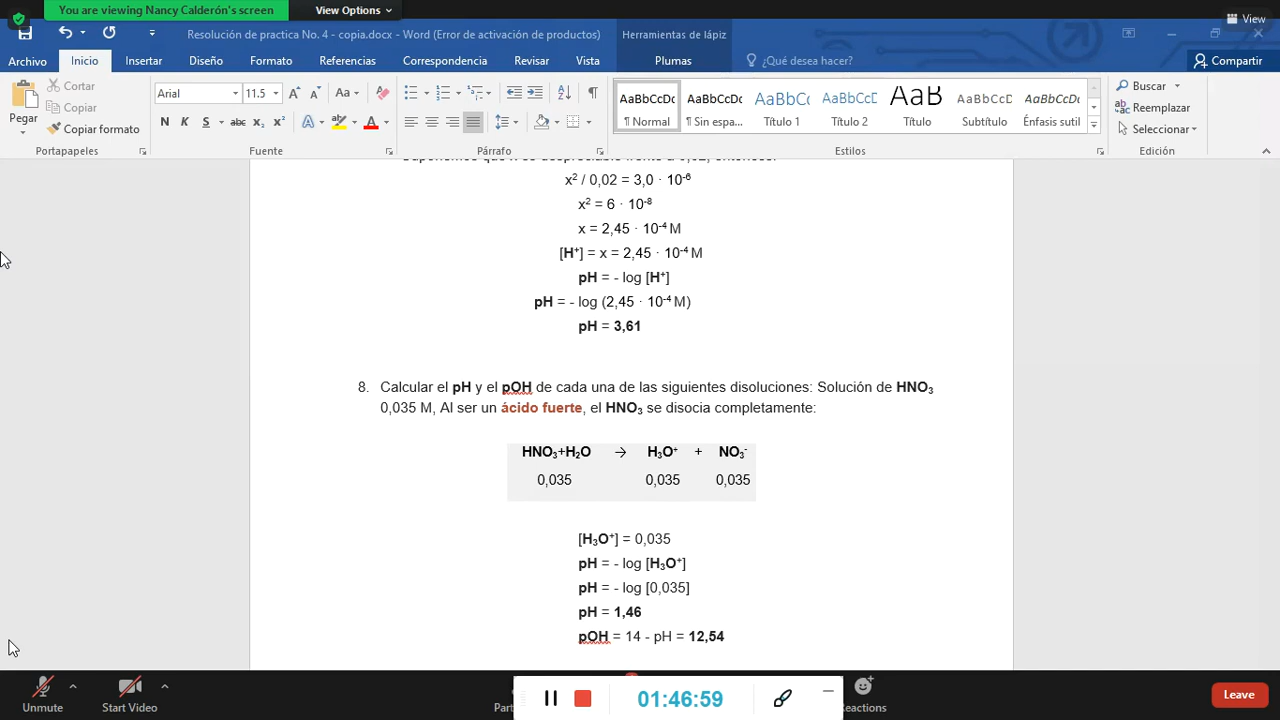 You are viewing Nancy Calderón's screen
View Options
View
Resolución de practica No. 4 - copia.docx - Word (Error de activación de productos)
Herramientas de lápiz
Archivo Inicio Insertar Diseño Formato Referencias Correspondencia Revisar Vista Plumas ¿Qué desea hacer? Compartir
Pegar
Cortar
Copiar
Copiar formato
Portapapeles
Arial 11.5 Aa
N K S abc x₂ x² A A
Fuente
Párrafo
AaBbCcDc AaBbCcDc AaBbCc AaBbCcD AaB AaBbCcD AaBbCcDc
¶ Normal ¶ Sin espa... Título 1 Título 2 Título Subtítulo Énfasis sutil
Estilos
Buscar
Reemplazar
Seleccionar
Edición
x² / 0,02 = 3,0 · 10⁻⁶
x² = 6 · 10⁻⁸
x = 2,45 · 10⁻⁴ M
[H⁺] = x = 2,45 · 10⁻⁴ M
pH = - log [H⁺]
pH = - log (2,45 · 10⁻⁴ M)
pH = 3,61
8. Calcular el pH y el pOH de cada una de las siguientes disoluciones: Solución de HNO₃
0,035 M, Al ser un ácido fuerte, el HNO₃ se disocia completamente:
HNO₃+H₂O → H₃O⁺ + NO₃⁻
0,035 0,035 0,035
[H₃O⁺] = 0,035
pH = - log [H₃O⁺]
pH = - log [0,035]
pH = 1,46
pOH = 14 - pH = 12,54
Unmute
Start Video
01:46:59
Leave